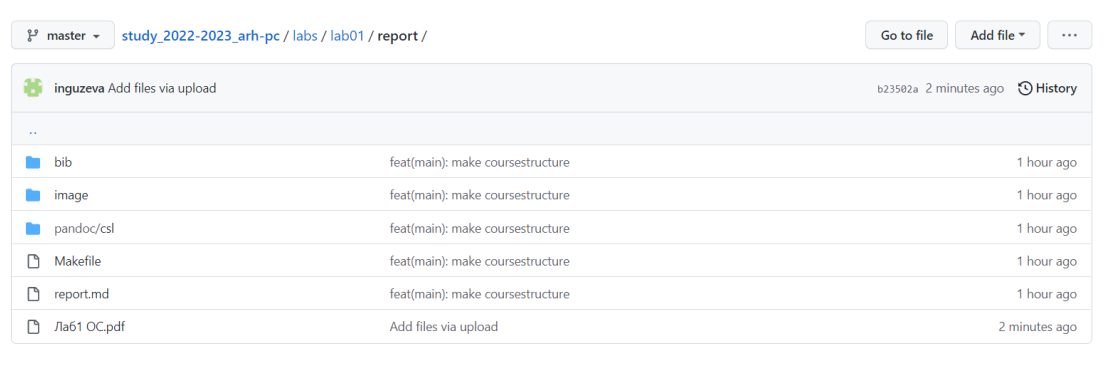 master study_2022-2023_arh-pc / labs / lab01 / report / Go to file Add file ...
inguzeva Add files via upload b23502a 2 minutes ago History
..
bib feat(main): make coursestructure 1 hour ago
image feat(main): make coursestructure 1 hour ago
pandoc/csl feat(main): make coursestructure 1 hour ago
Makefile feat(main): make coursestructure 1 hour ago
report.md feat(main): make coursestructure 1 hour ago
Лаб1 ОС.pdf Add files via upload 2 minutes ago